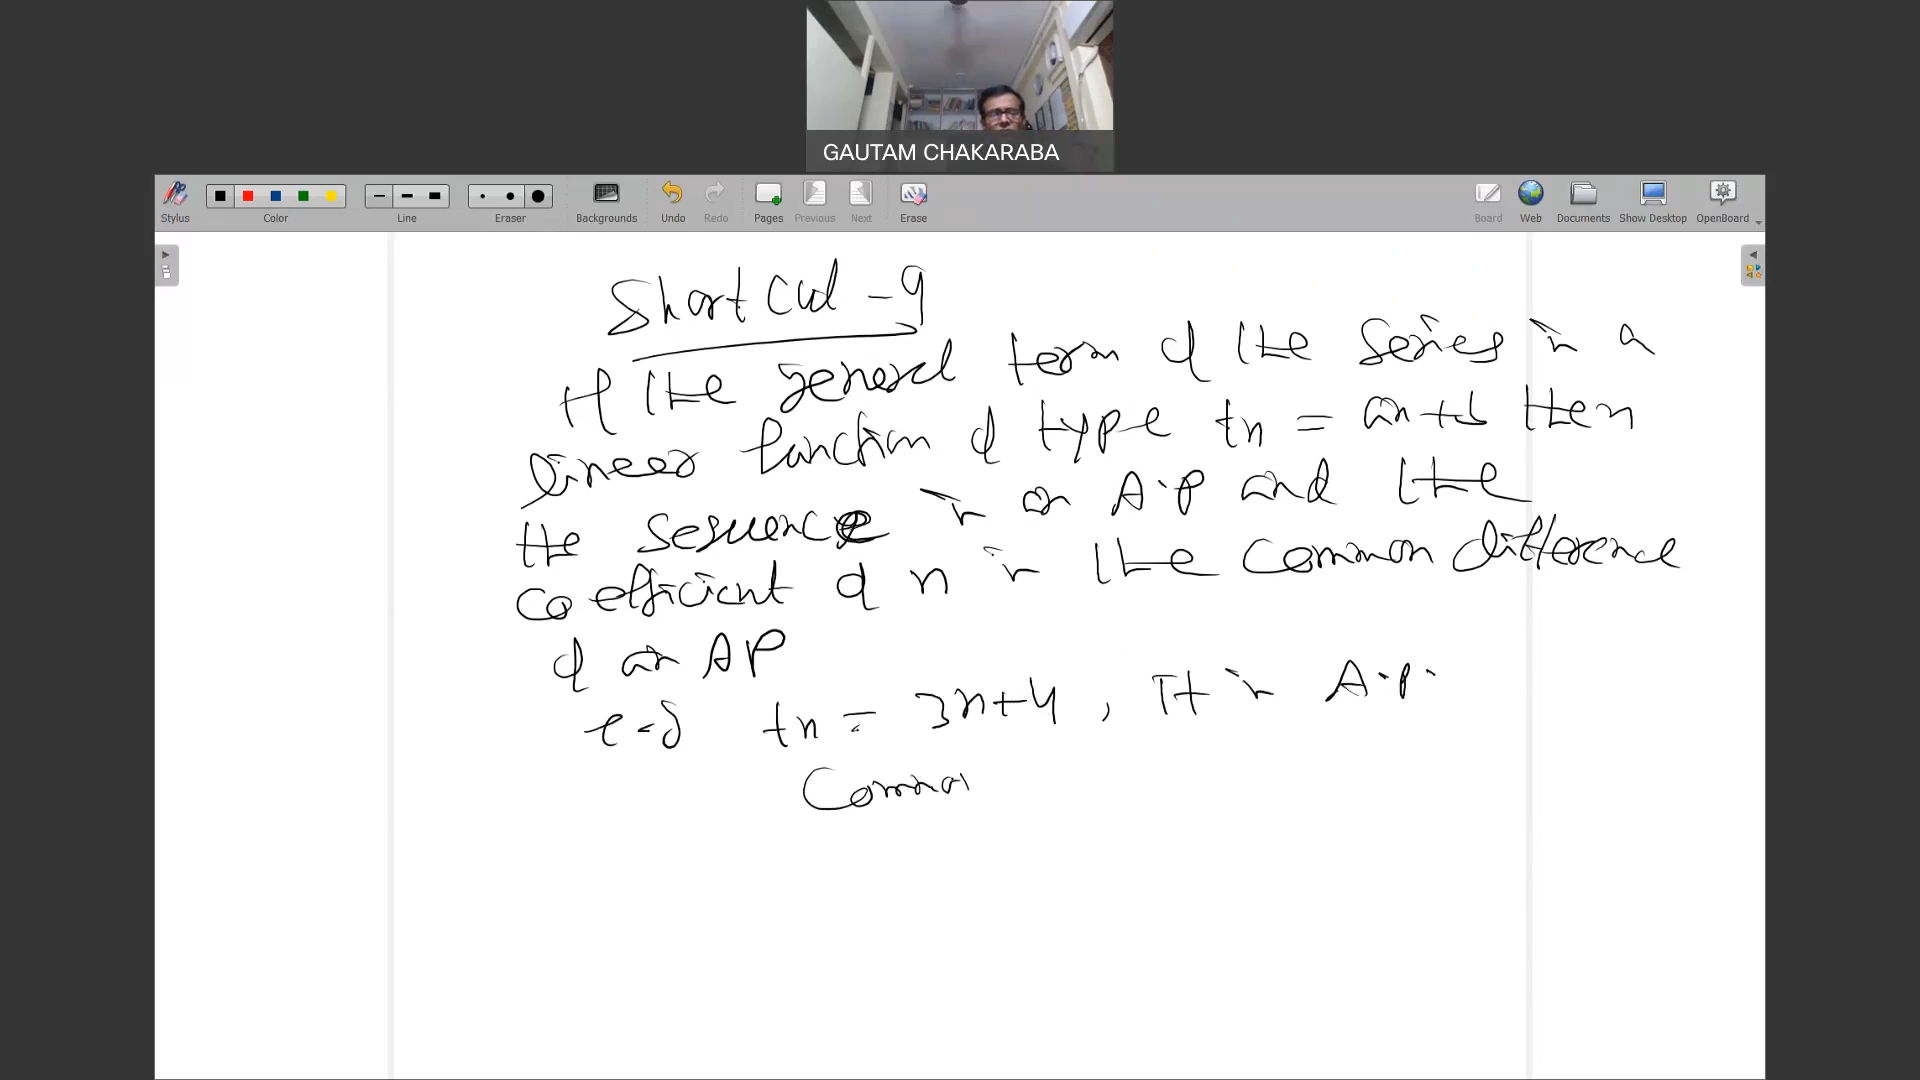 GAUTAM CHAKARABA
Stylus Color Line Eraser Backgrounds Undo Redo Pages Previous Next Erase Board Web Documents Show Desktop OpenBoard
Shortcut - 9
If the general term of the series is a
linear function of type tn = an+b then
the sequence is an A.P and the
coefficient of n is the common difference
of an AP
e.g tn = 3n+4 , It is A.P.
Common